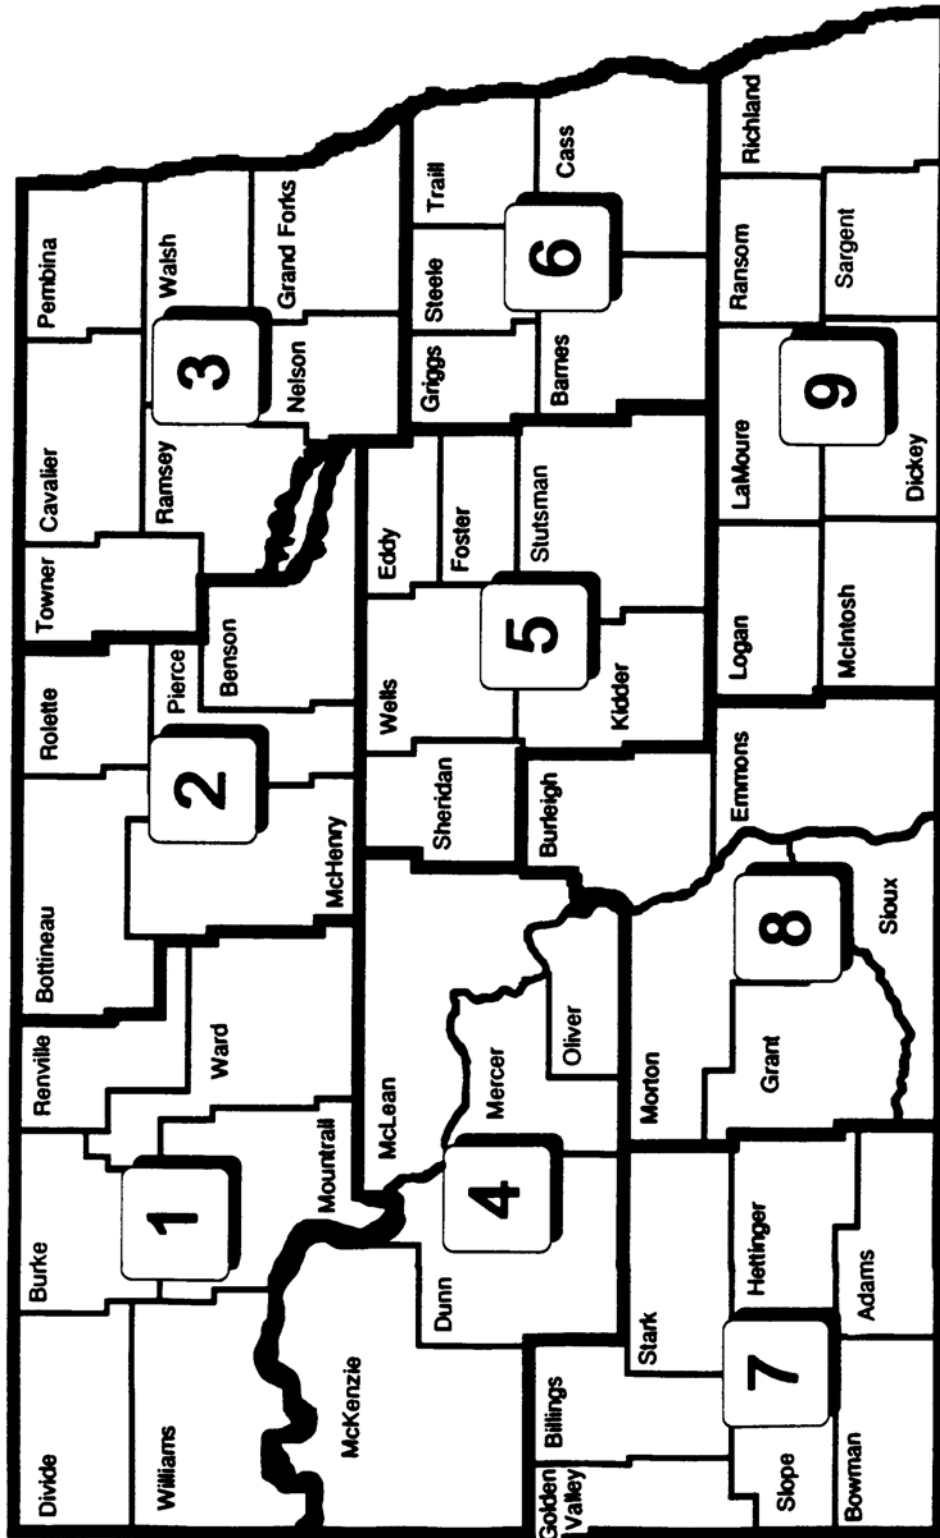 Divide
Burke
Renville
Bottineau
Rolette
Towner
Cavalier
Pembina
Williams
1
Mountrail
Ward
2
McHenry
Pierce
Benson
Ramsey
3
Nelson
Walsh
Grand Forks
McKenzie
Dunn
4
McLean
Mercer
Oliver
Sheridan
Wells
Eddy
Foster
5
Kidder
Stutsman
Griggs
Steele
Traill
6
Barnes
Cass
Golden
Valley
Billings
Stark
7
Slope
Hettinger
Bowman
Adams
Morton
Grant
8
Sioux
Burleigh
Emmons
Logan
McIntosh
LaMoure
9
Dickey
Ransom
Sargent
Richland